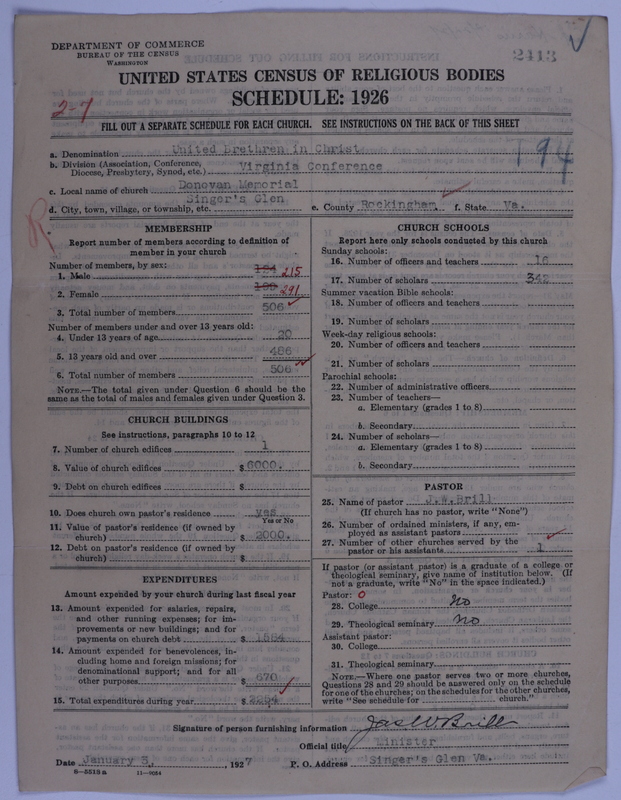 DEPARTMENT OF COMMERCE
BUREAU OF THE CENSUS
WASHINGTON
2413
UNITED STATES CENSUS OF RELIGIOUS BODIES
SCHEDULE: 1926
2-7
FILL OUT A SEPARATE SCHEDULE FOR EACH CHURCH. SEE INSTRUCTIONS ON THE BACK OF THIS SHEET
194
a. Denomination United Brethren in Christ
b. Division (Association, Conference, Diocese, Presbytery, Synod, etc.) Virginia Conference
c. Local name of church Donovan Memorial
d. City, town, village, or township, etc. Singer's Glen e. County Rockingham f. State Va.
R.
MEMBERSHIP
Report number of members according to definition of
member in your church
Number of members, by sex:
1. Male 215
2. Female 291
3. Total number of members 506
Number of members under and over 13 years old:
4. Under 13 years of age 20
5. 13 years old and over 486
6. Total number of members 506
NOTE.—The total given under Question 6 should be
same as the total of males and females given under Question 3.
CHURCH BUILDINGS
See instructions, paragraphs 10 to 12
7. Number of church edifices 1
8. Value of church edifices $ 6000.
9. Debt on church edifices $
10. Does church own pastor's residence yes
Yes or No
11. Value of pastor's residence (if owned by
church) $ 2000.
12. Debt on pastor's residence (if owned by
church) $
EXPENDITURES
Amount expended by your church during last fiscal year
13. Amount expended for salaries, repairs,
and other running expenses; for im-
provements or new buildings; and for
payments on church debt $ 1584
14. Amount expended for benevolences, in-
cluding home and foreign missions; for
denominational support; and for all
other purposes $ 670
15. Total expenditures during year $ 2254
CHURCH SCHOOLS
Report here only schools conducted by this church
Sunday schools:
16. Number of officers and teachers 16
17. Number of scholars 342
Summer vacation Bible schools:
18. Number of officers and teachers
19. Number of scholars
Week-day religious schools:
20. Number of officers and teachers
21. Number of scholars
Parochial schools:
22. Number of administrative officers
23. Number of teachers—
a. Elementary (grades 1 to 8)
b. Secondary
24. Number of scholars—
a. Elementary (grades 1 to 8)
b. Secondary
PASTOR
25. Name of pastor J.W.Brill
(If church has no pastor, write "None")
26. Number of ordained ministers, if any, em-
ployed as assistant pastors
27. Number of other churches served by the
pastor or his assistants 1
If pastor (or assistant pastor) is a graduate of a college or
theological seminary, give name of institution below. (If
not a graduate, write "No" in the space indicated.)
Pastor: 0
28. College No
29. Theological seminary No
Assistant pastor:
30. College
31. Theological seminary
NOTE.—Where one pastor serves two or more churches,
Questions 28 and 29 should be answered only on the schedule
for one of the churches; on the schedules for the other churches,
write "See schedule for church."
Signature of person furnishing information Jas W Brill
Official title Minister
Date January 3, 1927 P. O. Address Singer's Glen Va.
8—5519a 11—9064